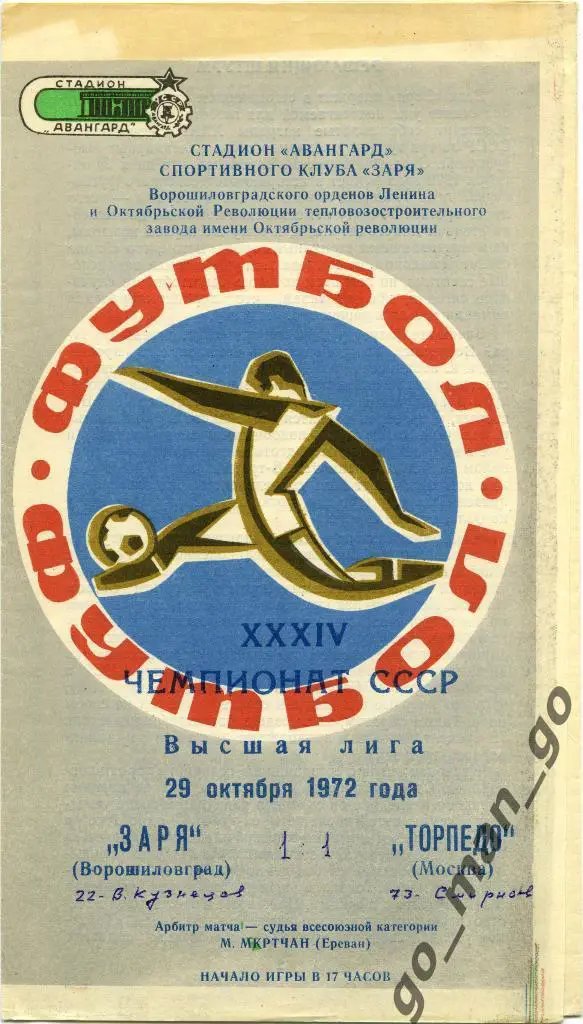 СТАДИОН
"АВАНГАРД"
СТАДИОН «АВАНГАРД»
СПОРТИВНОГО КЛУБА «ЗАРЯ»
Ворошиловградского орденов Ленина
и Октябрьской Революции тепловозостроительного
завода имени Октябрьской революции
ФУТБОЛ · ФУТБОЛ ·
XXXIV
ЧЕМПИОНАТ СССР
Высшая лига
29 октября 1972 года
„ЗАРЯ" 1 1 „ТОРПЕДО"
(Ворошиловград) (Москва)
22- В. Кузнецов 73- Смирнов
Арбитр матча — судья всесоюзной категории
М. МКРТЧАН (Ереван)
НАЧАЛО ИГРЫ В 17 ЧАСОВ
go_man_go